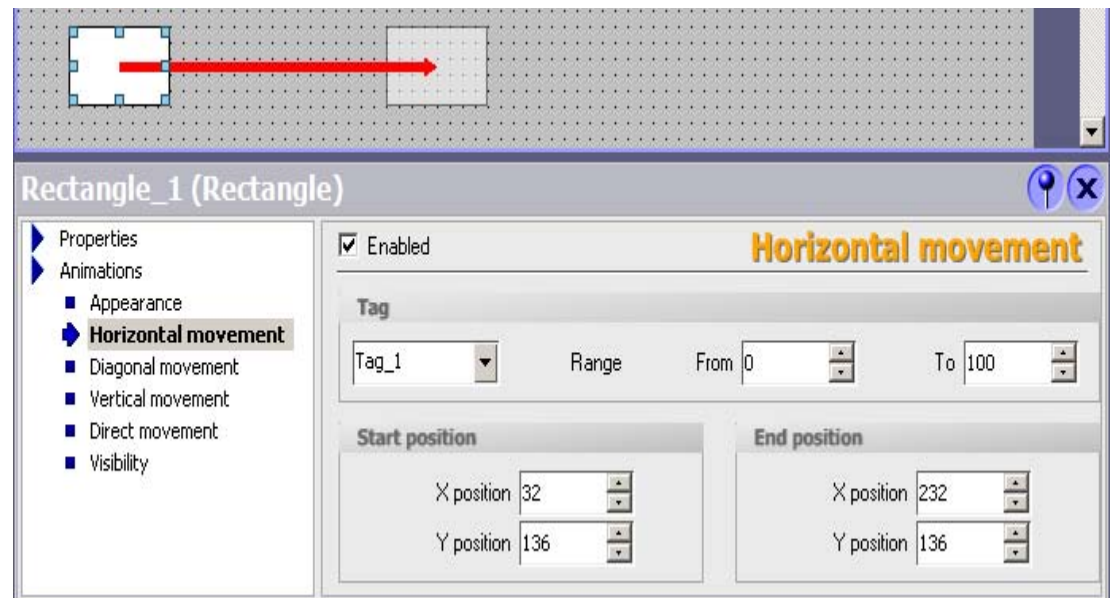 Rectangle_1 (Rectangle)
Properties
Animations
Appearance
Horizontal movement
Diagonal movement
Vertical movement
Direct movement
Visibility
Enabled
Horizontal movement
Tag
Tag_1 Range From 0 To 100
Start position
X position 32
Y position 136
End position
X position 232
Y position 136